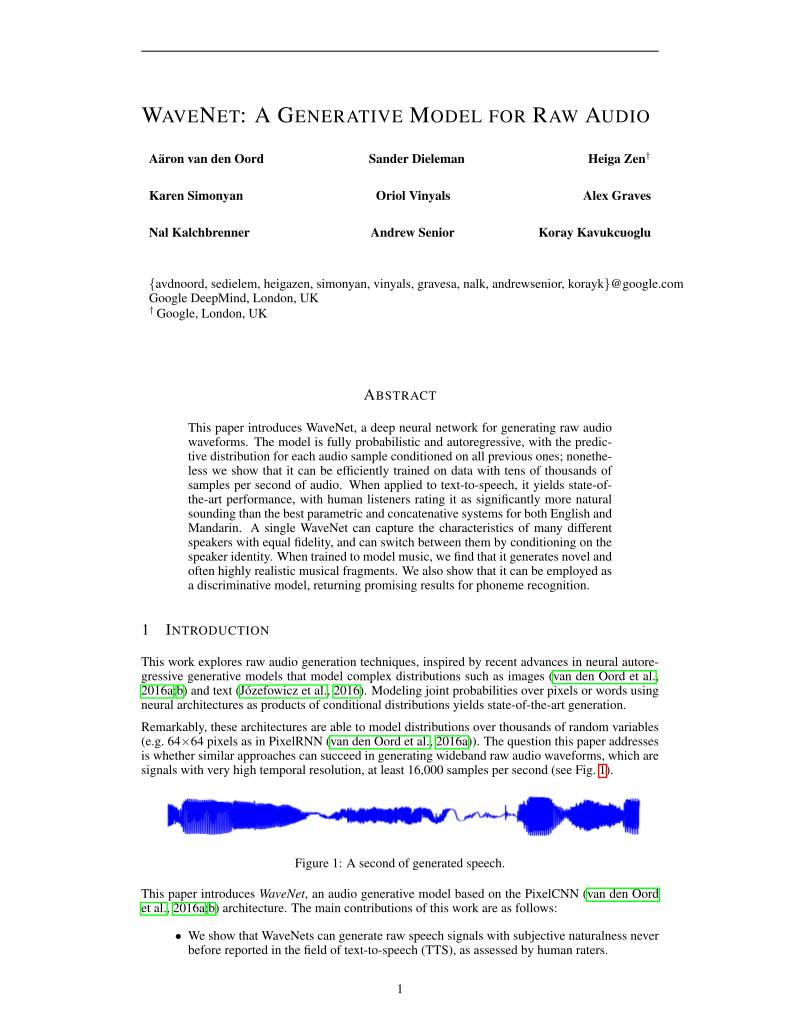 WAVENET: A GENERATIVE MODEL FOR RAW AUDIO
Aäron van den Oord Sander Dieleman Heiga Zen†
Karen Simonyan Oriol Vinyals Alex Graves
Nal Kalchbrenner Andrew Senior Koray Kavukcuoglu
{avdnoord, sedielem, heigazen, simonyan, vinyals, gravesa, nalk, andrewsenior, korayk}@google.com
Google DeepMind, London, UK
† Google, London, UK
ABSTRACT
This paper introduces WaveNet, a deep neural network for generating raw audio
waveforms. The model is fully probabilistic and autoregressive, with the predic-
tive distribution for each audio sample conditioned on all previous ones; nonethe-
less we show that it can be efficiently trained on data with tens of thousands of
samples per second of audio. When applied to text-to-speech, it yields state-of-
the-art performance, with human listeners rating it as significantly more natural
sounding than the best parametric and concatenative systems for both English and
Mandarin. A single WaveNet can capture the characteristics of many different
speakers with equal fidelity, and can switch between them by conditioning on the
speaker identity. When trained to model music, we find that it generates novel and
often highly realistic musical fragments. We also show that it can be employed as
a discriminative model, returning promising results for phoneme recognition.
1 INTRODUCTION
This work explores raw audio generation techniques, inspired by recent advances in neural autore-
gressive generative models that model complex distributions such as images (van den Oord et al.,
2016a;b) and text (Józefowicz et al., 2016). Modeling joint probabilities over pixels or words using
neural architectures as products of conditional distributions yields state-of-the-art generation.
Remarkably, these architectures are able to model distributions over thousands of random variables
(e.g. 64×64 pixels as in PixelRNN (van den Oord et al., 2016a)). The question this paper addresses
is whether similar approaches can succeed in generating wideband raw audio waveforms, which are
signals with very high temporal resolution, at least 16,000 samples per second (see Fig. 1).
Figure 1: A second of generated speech.
This paper introduces WaveNet, an audio generative model based on the PixelCNN (van den Oord
et al., 2016a;b) architecture. The main contributions of this work are as follows:
• We show that WaveNets can generate raw speech signals with subjective naturalness never
before reported in the field of text-to-speech (TTS), as assessed by human raters.
1